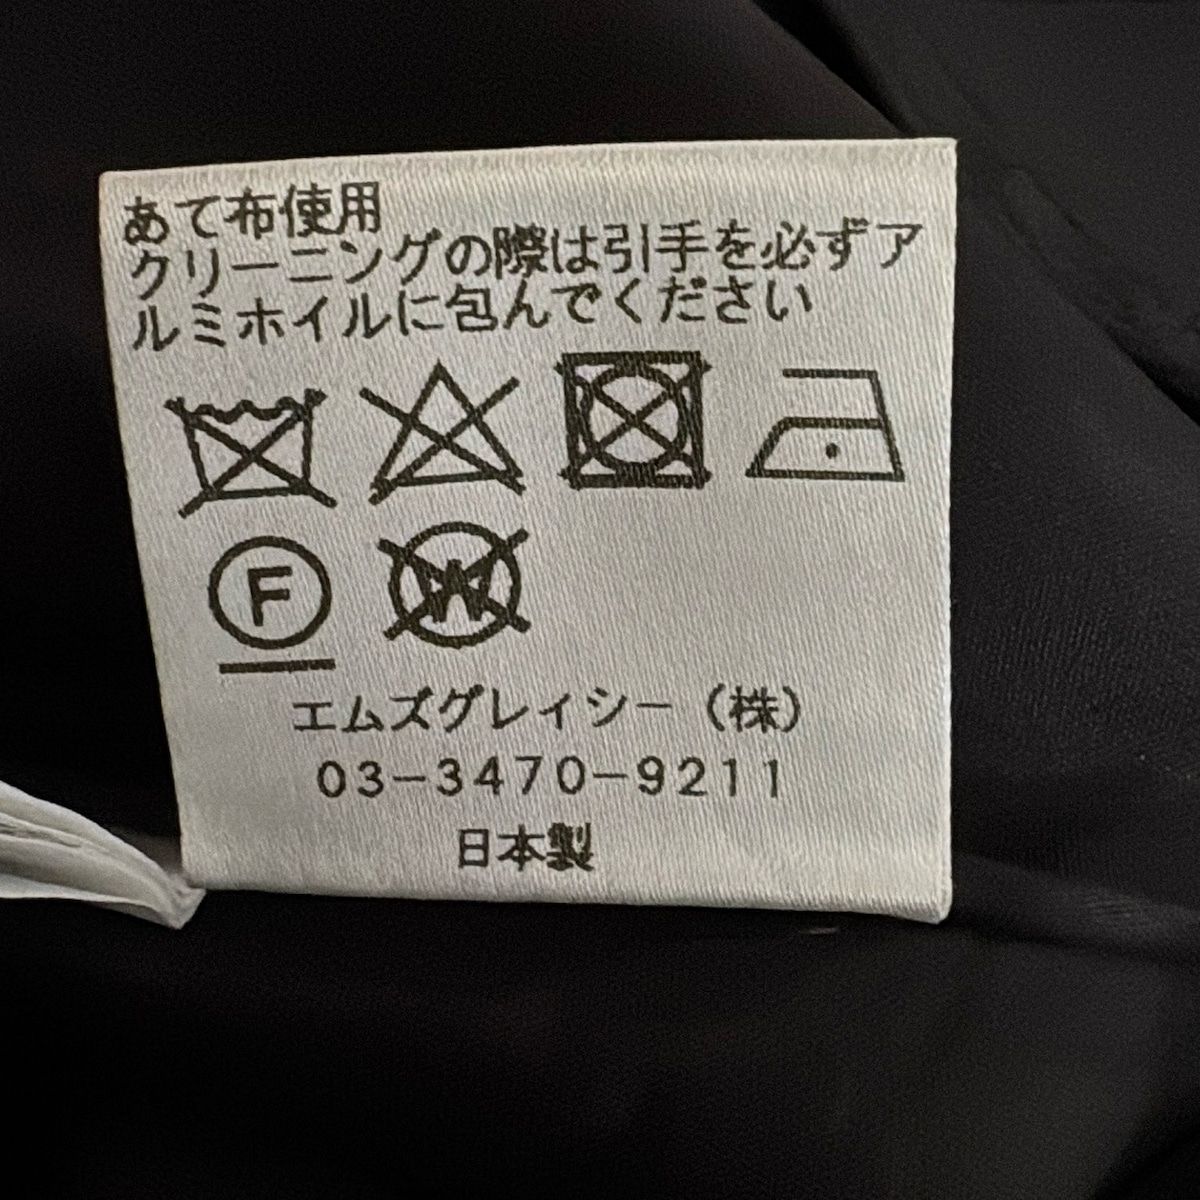 あて布使用
クリーニングの際は引手を必ずア
ルミホイルに包んでください
F W
エムズグレィシー(株)
03-3470-9211
日本製